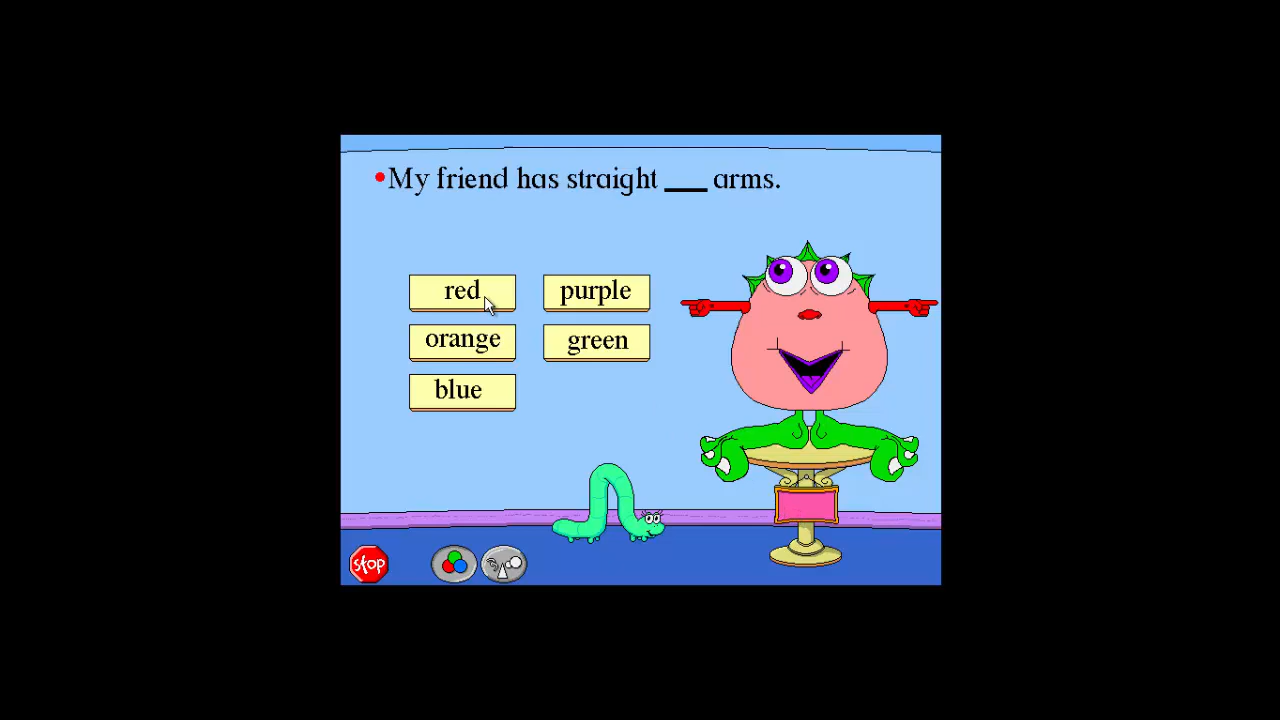 My friend has straight ___ arms.
red
purple
orange
green
blue
stop